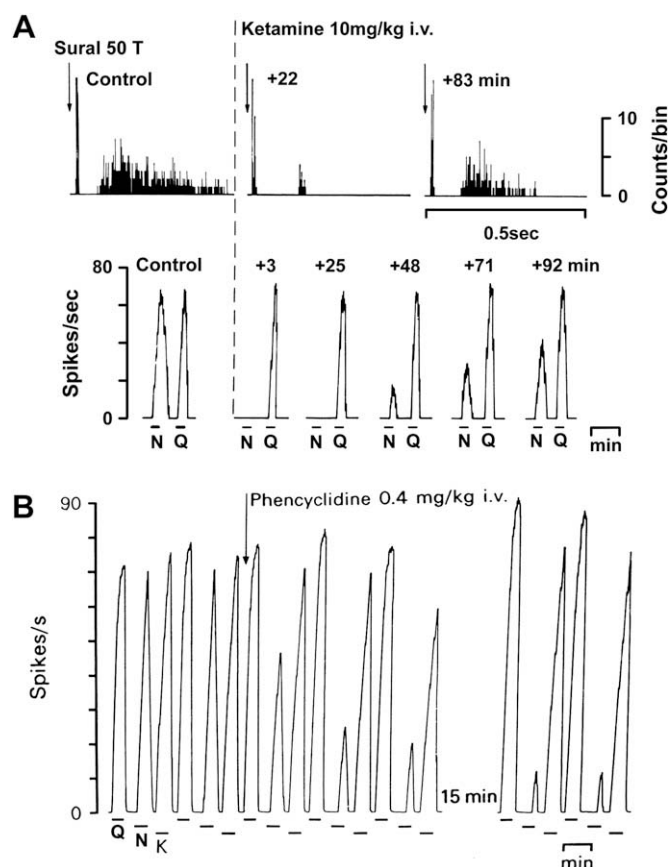 A
Ketamine 10mg/kg i.v.
Sural 50 T
Control
+22
+83 min
10
0
Counts/bin
0.5sec
80
0
Spikes/sec
Control
+3
+25
+48
+71
+92 min
N Q N Q N Q N Q N Q N Q
min
B
90
0
Spikes/s
Phencyclidine 0.4 mg/kg i.v.
15 min
Q N K
min